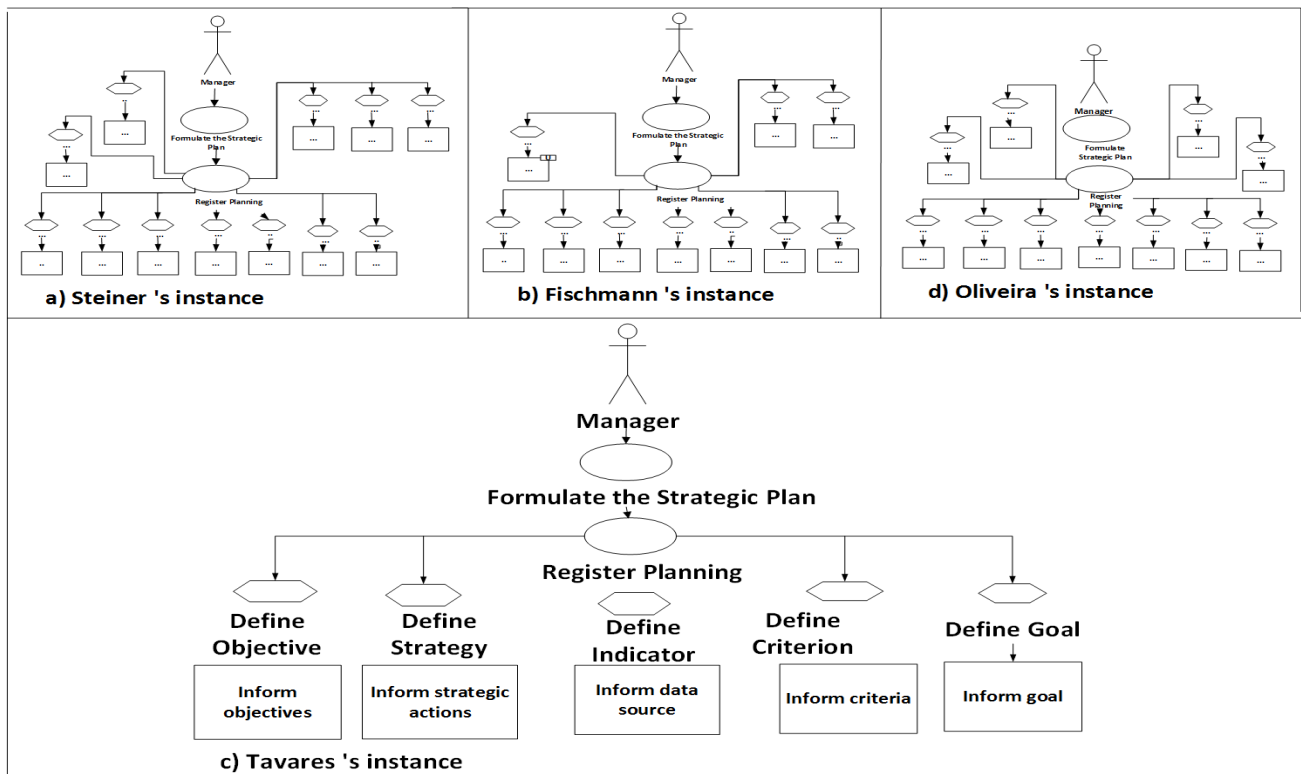 Manager
...
...
...
...
...
...
...
...
...
...
Formulate the Strategic
Plan
Register Planning
...
...
...
...
..
...
..
..
...
...
...
...
...
...
a) Steiner 's instance
Manager
...
...
...
...
...
...
Formulate the Strategic
Plan
Register Planning
...
...
...
...
..
...
..
..
...
...
...
...
...
...
b) Fischmann 's instance
Manager
...
...
...
...
...
...
...
...
Formulate
Strategic Plan
Register
Planning
...
...
...
...
...
...
...
...
...
...
...
...
...
...
d) Oliveira 's instance
Manager
Formulate the Strategic Plan
Register Planning
Define
Objective
Define
Strategy
Define
Indicator
Define
Criterion
Define Goal
Inform
objectives
Inform strategic
actions
Inform data
source
Inform criteria
Inform goal
c) Tavares 's instance